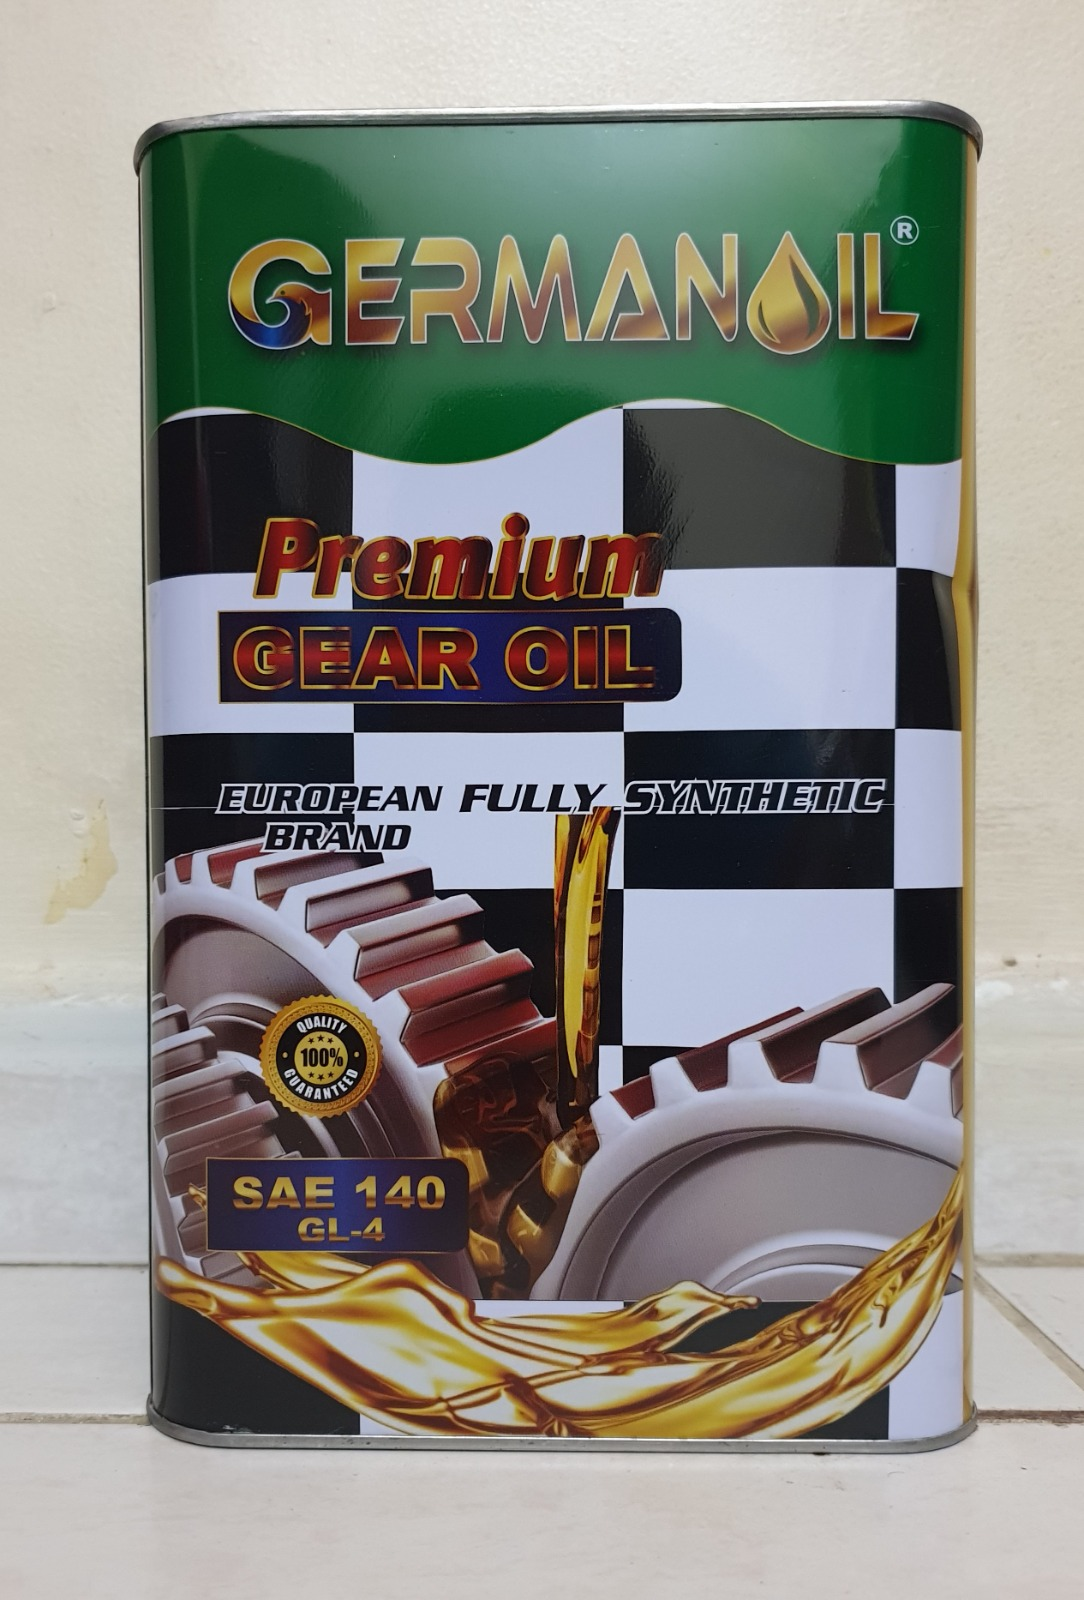 GERMANOIL®
Premium
GEAR OIL
EUROPEAN FULLY SYNTHETIC
BRAND
QUALITY
100%
GUARANTEED
SAE 140
GL-4